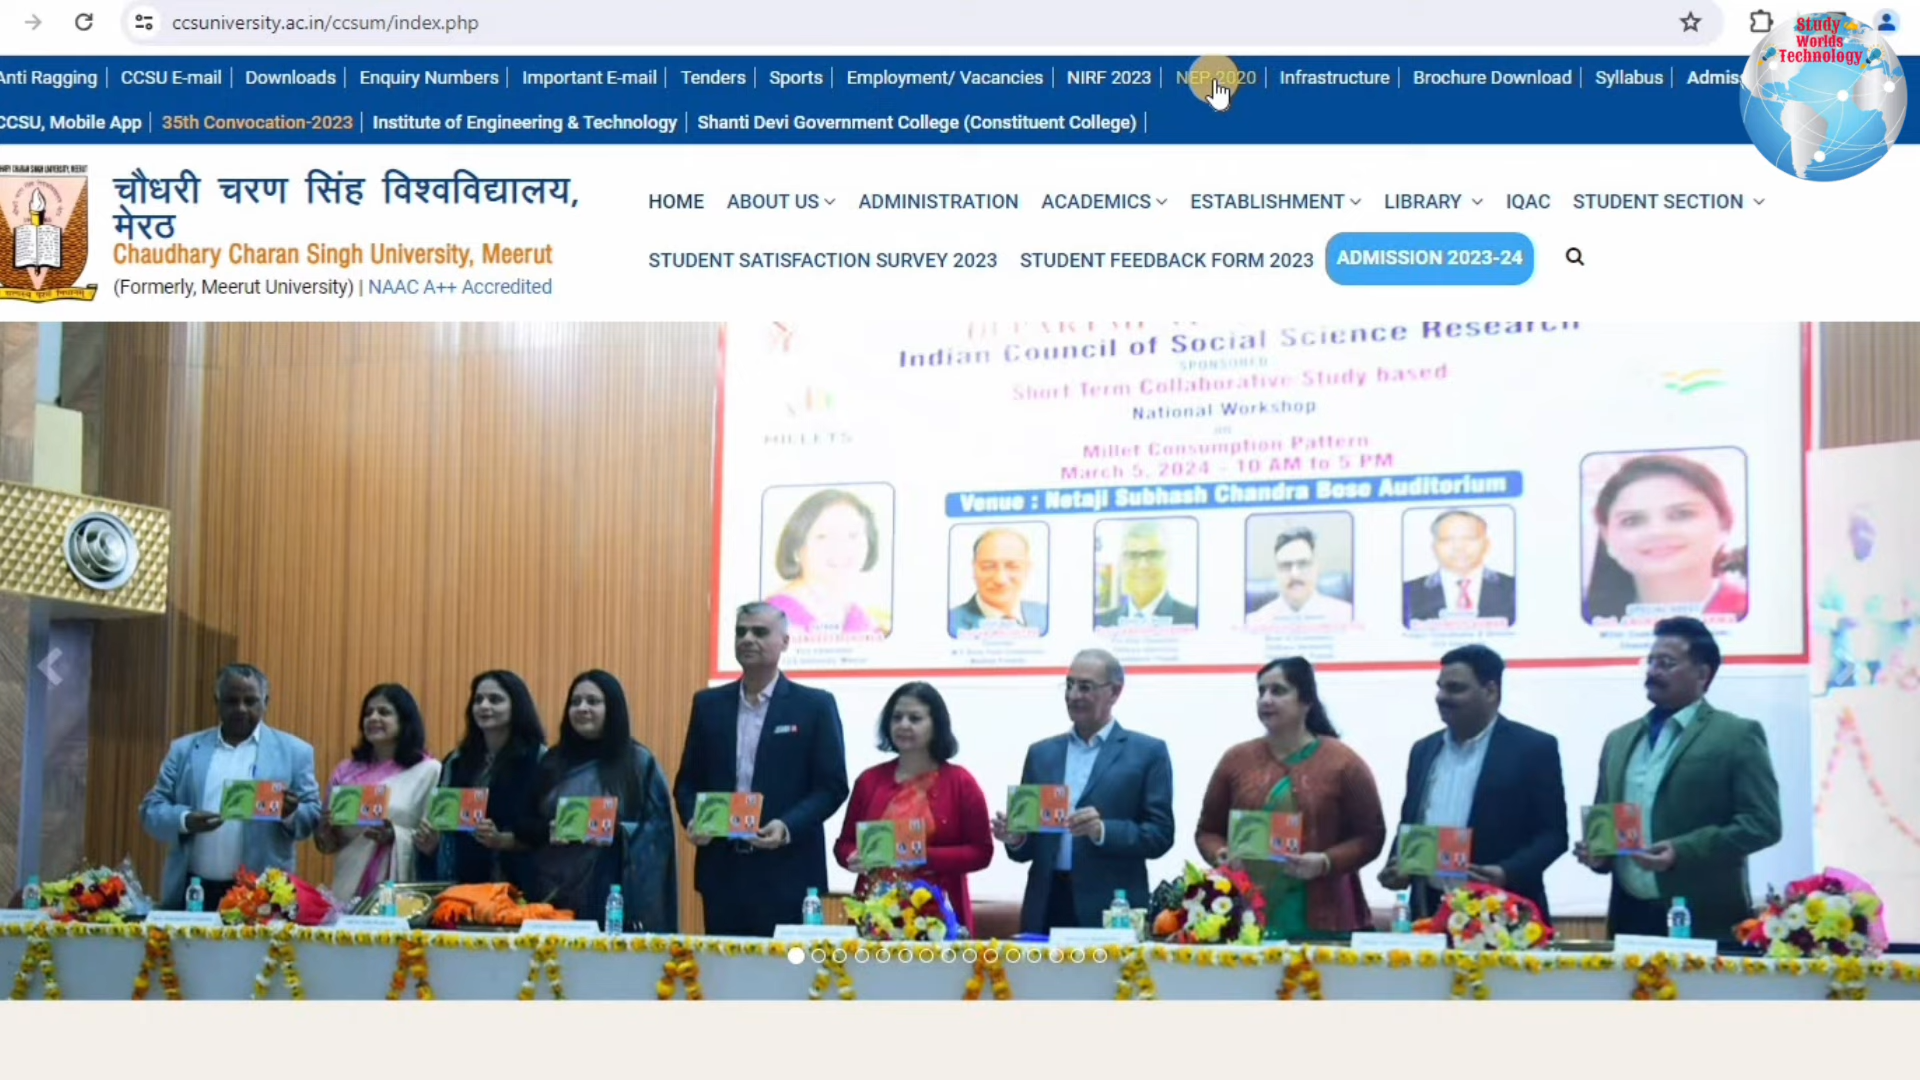 ccsuniversity.ac.in/ccsum/index.php
Study
Worlds
Technology
Anti Ragging | CCSU E-mail | Downloads | Enquiry Numbers | Important E-mail | Tenders | Sports | Employment/ Vacancies | NIRF 2023 | NEP 2020 | Infrastructure | Brochure Download | Syllabus | Admiss
CCSU, Mobile App | 35th Convocation-2023 | Institute of Engineering & Technology | Shanti Devi Government College (Constituent College) |
चौधरी चरण सिंह विश्वविद्यालय,
मेरठ
Chaudhary Charan Singh University, Meerut
(Formerly, Meerut University) | NAAC A++ Accredited
HOME ABOUT US ADMINISTRATION ACADEMICS ESTABLISHMENT LIBRARY IQAC STUDENT SECTION
STUDENT SATISFACTION SURVEY 2023 STUDENT FEEDBACK FORM 2023 ADMISSION 2023-24
Indian Council of Social Science Research
SPONSORED
Short Term Collaborative Study based
National Workshop
on
Millet Consumption Pattern
March 5, 2024 - 10 AM to 5 PM
Venue : Netaji Subhash Chandra Bose Auditorium
MILLETS